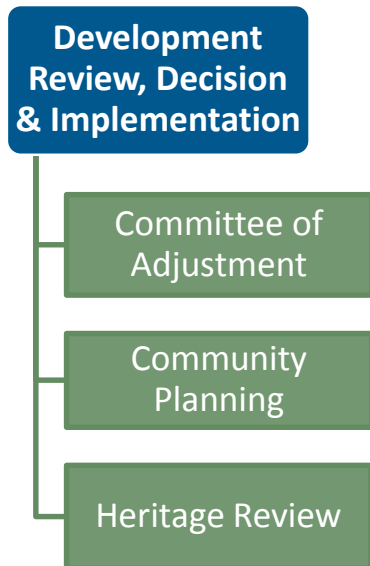 Development
Review, Decision
& Implementation
Committee of
Adjustment
Community
Planning
Heritage Review